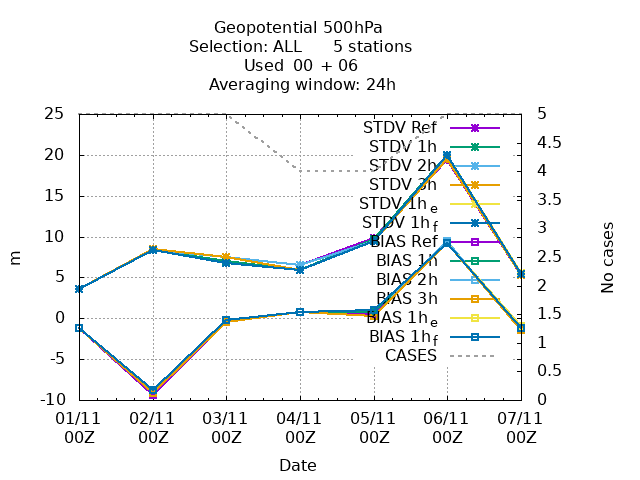 Geopotential 500hPa
Selection: ALL 5 stations
Used 00 + 06
Averaging window: 24h
25 5
20 4.5
15 4
10 3.5
5 3
0 2.5
-5 2
-10 1.5
1
0.5
0
m
No cases
STDV Ref
STDV 1h
STDV 2h
STDV 3h
STDV 1h e
STDV 1h f
BIAS Ref
BIAS 1h
BIAS 2h
BIAS 3h
BIAS 1h e
BIAS 1h f
CASES
01/11 02/11 03/11 04/11 05/11 06/11 07/11
00Z 00Z 00Z 00Z 00Z 00Z 00Z
Date